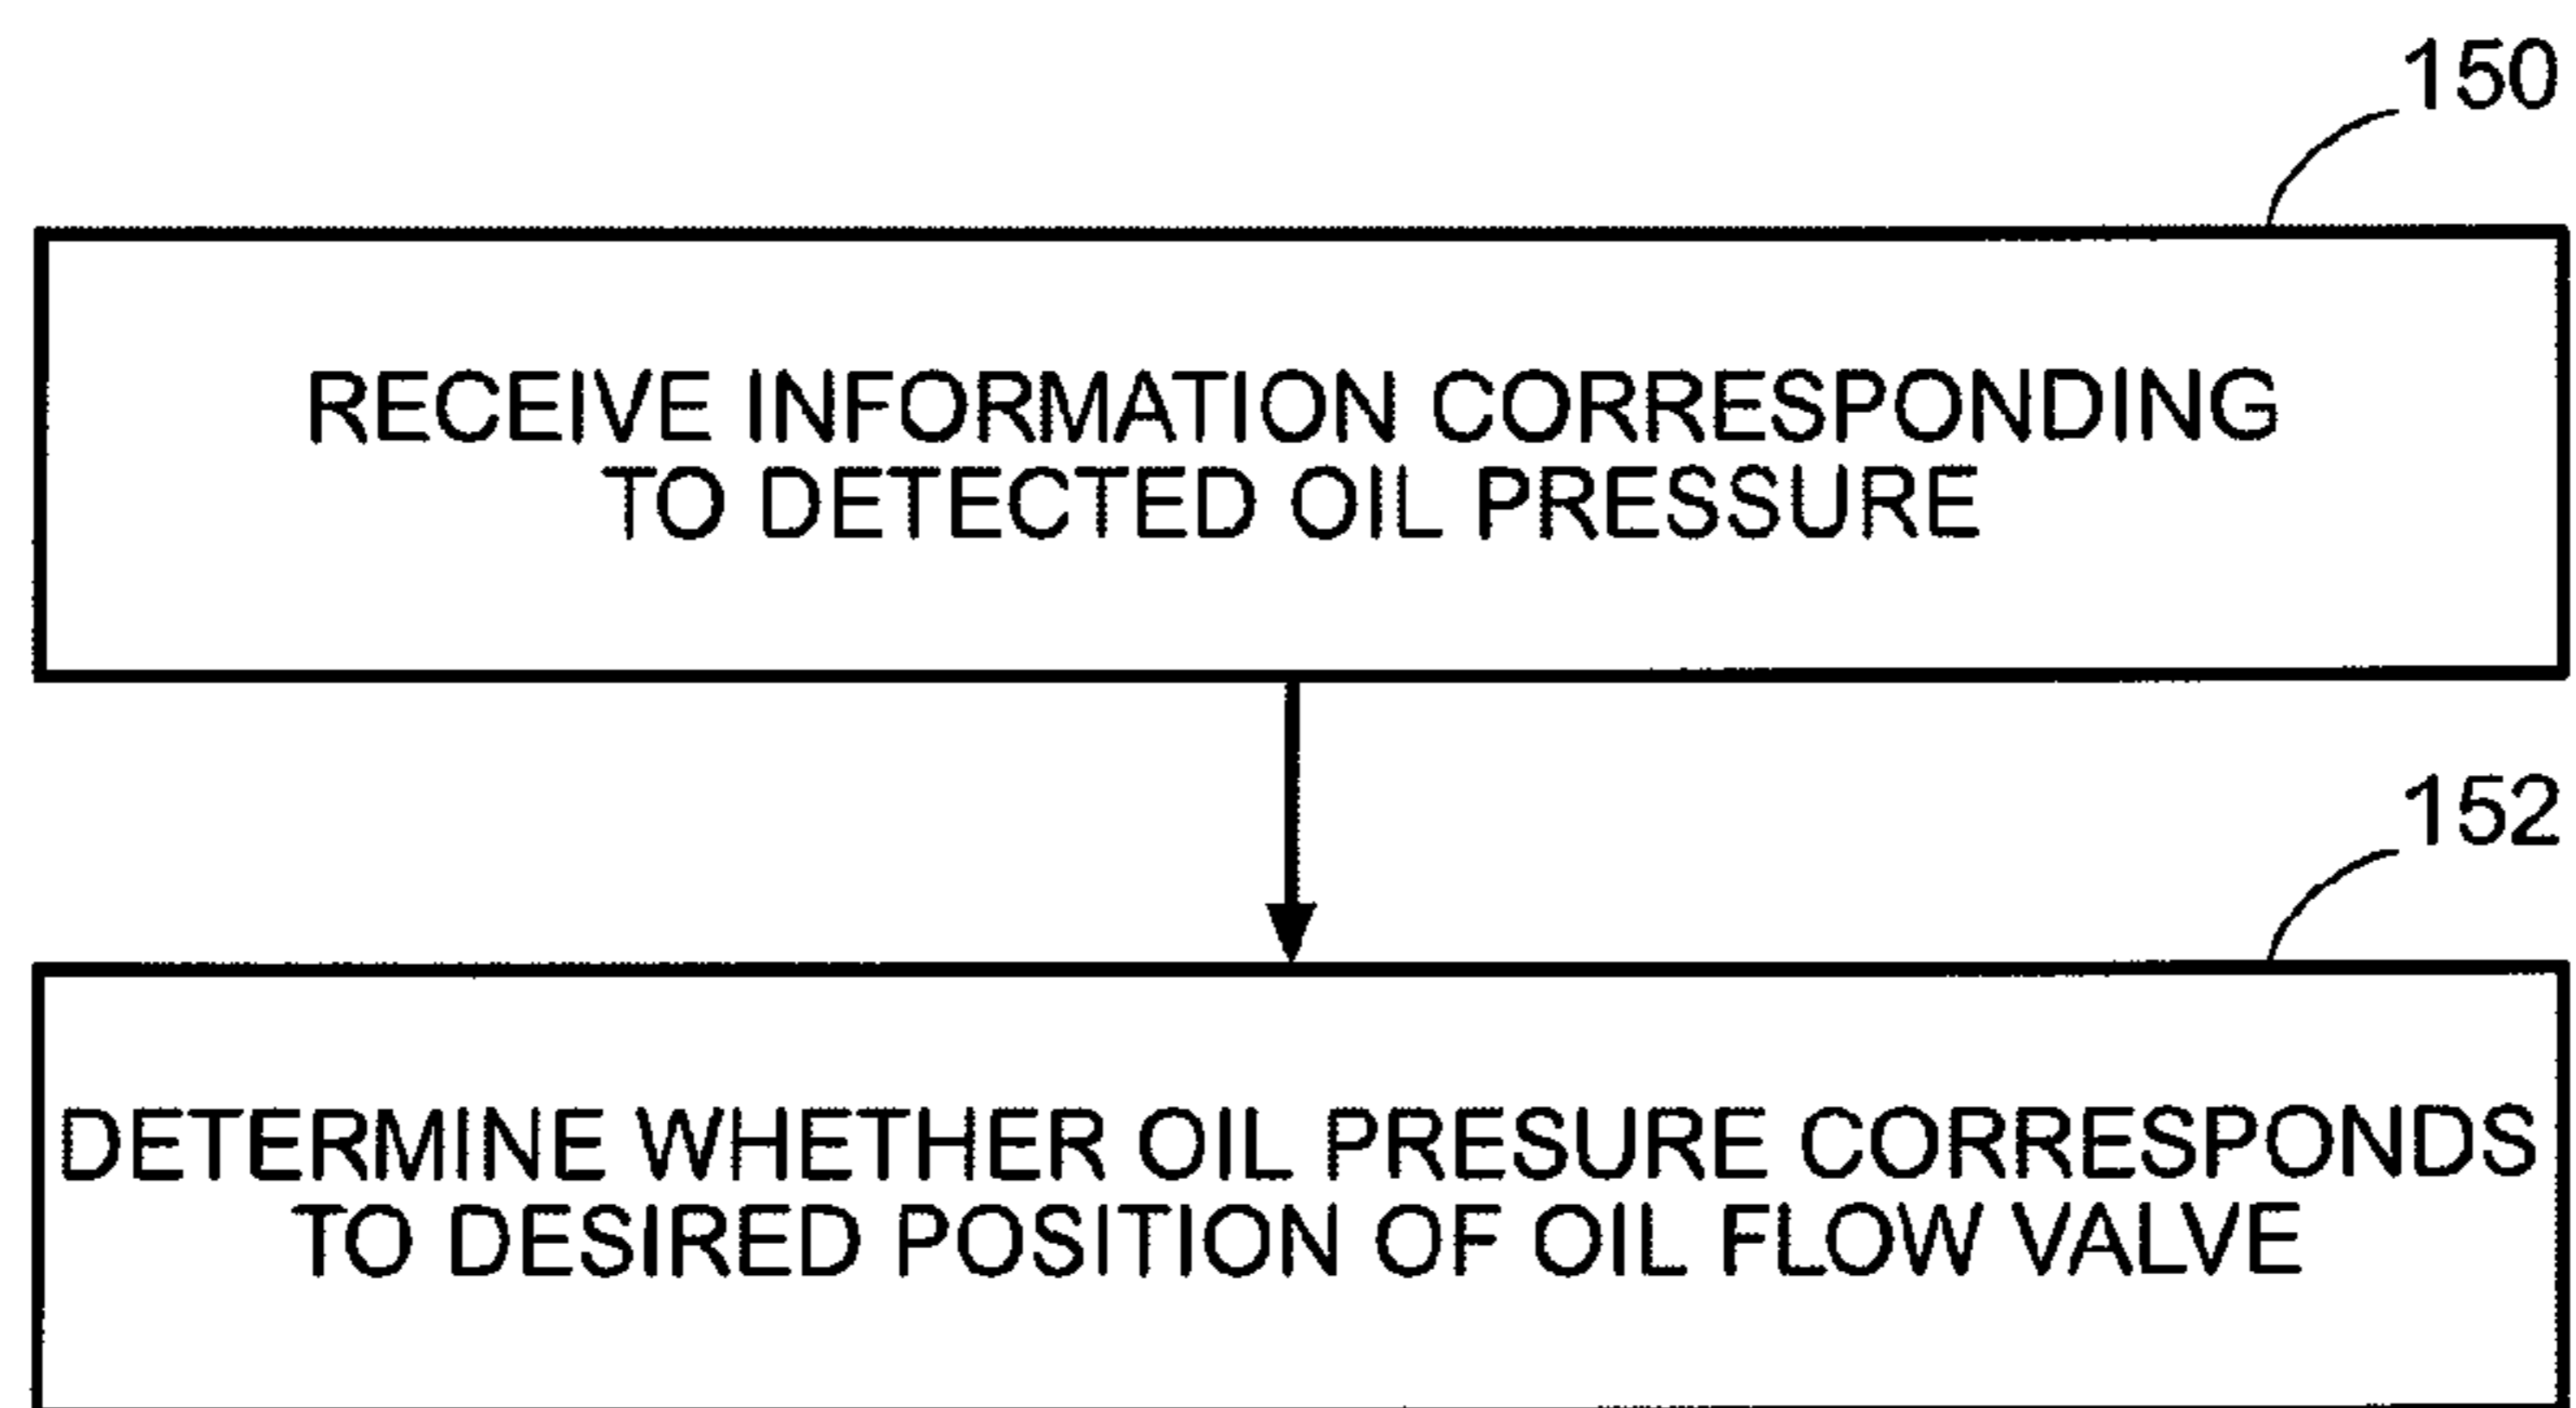 150
RECEIVE INFORMATION CORRESPONDING
TO DETECTED OIL PRESSURE
152
DETERMINE WHETHER OIL PRESURE CORRESPONDS
TO DESIRED POSITION OF OIL FLOW VALVE